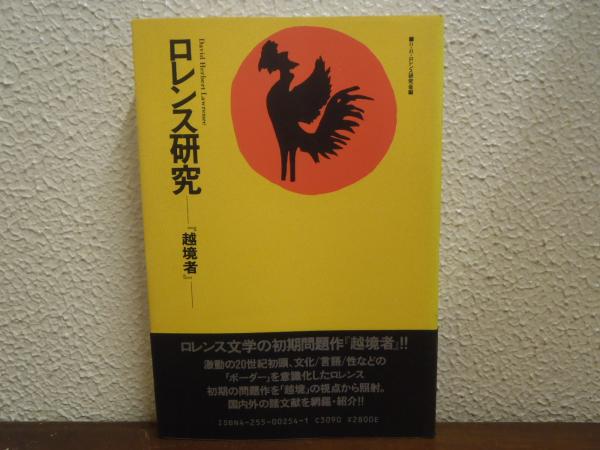 ■D・H・ロレンス研究会編
David Herbert Lawrence
ロレンス研究
―『越境者』―
ロレンス文学の初期問題作『越境者』!!
激動の20世紀初頭、文化/言語/性などの
「ボーダー」を意識化したロレンス
初期の問題作を「越境」の視点から照射。
国内外の諸文献を網羅・紹介!!
ISBN4-255-00254-1 C3090 ¥2800E